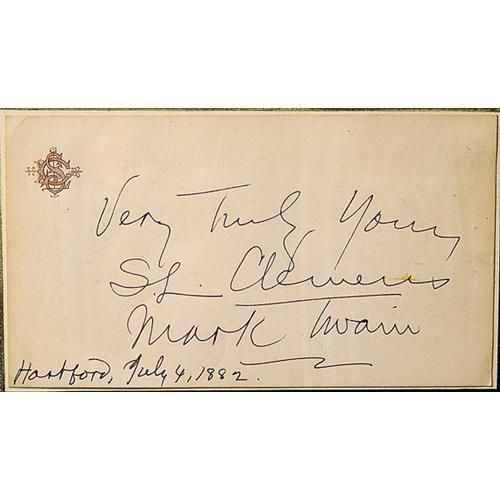 Very Truly Yours
S.L. Clemens
Mark Twain
Hartford, July 4, 1882.